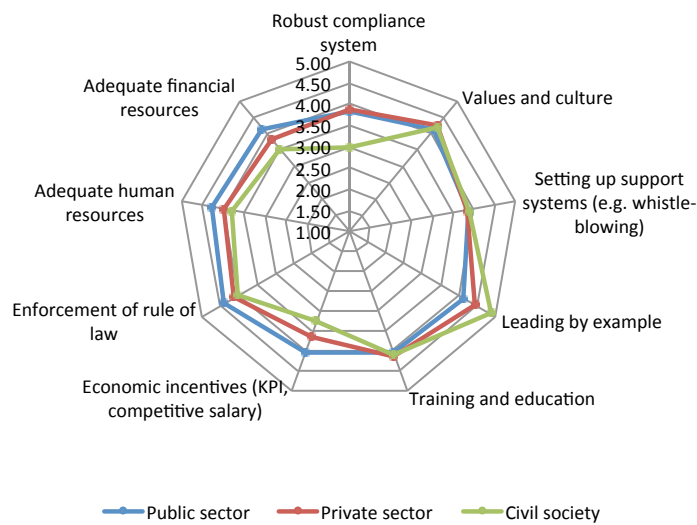 Robust compliance
system
5.00
4.50
4.00
3.50
3.00
2.50
2.00
1.50
1.00
Values and culture
Setting up support
systems (e.g. whistle-
blowing)
Leading by example
Training and education
Economic incentives (KPI,
competitive salary)
Enforcement of rule of
law
Adequate human
resources
Adequate financial
resources
Public sector
Private sector
Civil society